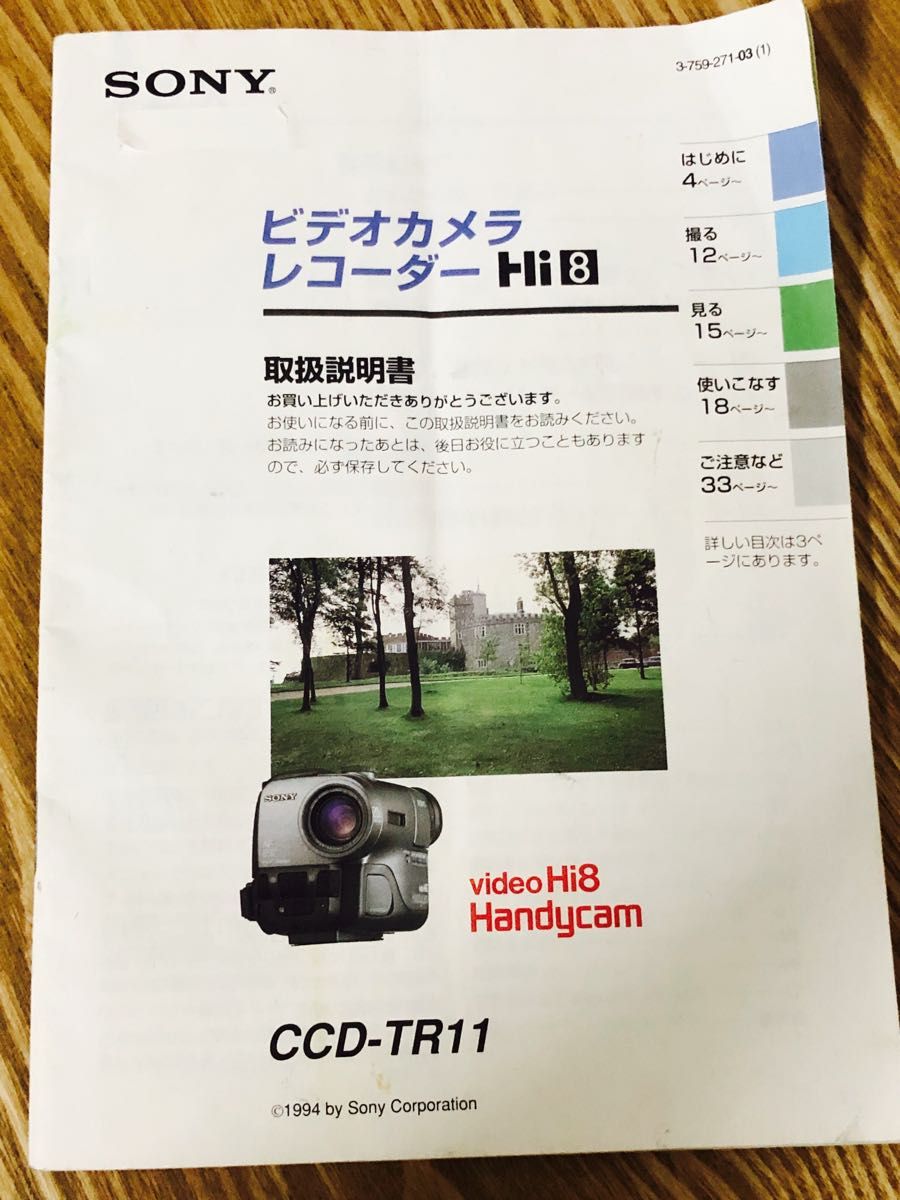 SONY®
3-759-271-03 (1)
ビデオカメラ
レコーダー Hi8
取扱説明書
お買い上げいただきありがとうございます。
お使いになる前に、この取扱説明書をお読みください。
お読みになったあとは、後日お役に立つこともあります
ので、必ず保存してください。
はじめに
4ページ~
撮る
12ページ~
見る
15ページ~
使いこなす
18ページ~
ご注意など
33ページ~
詳しい目次は3ペ
ージにあります。
SONY
video Hi8
Handycam
CCD-TR11
©1994 by Sony Corporation